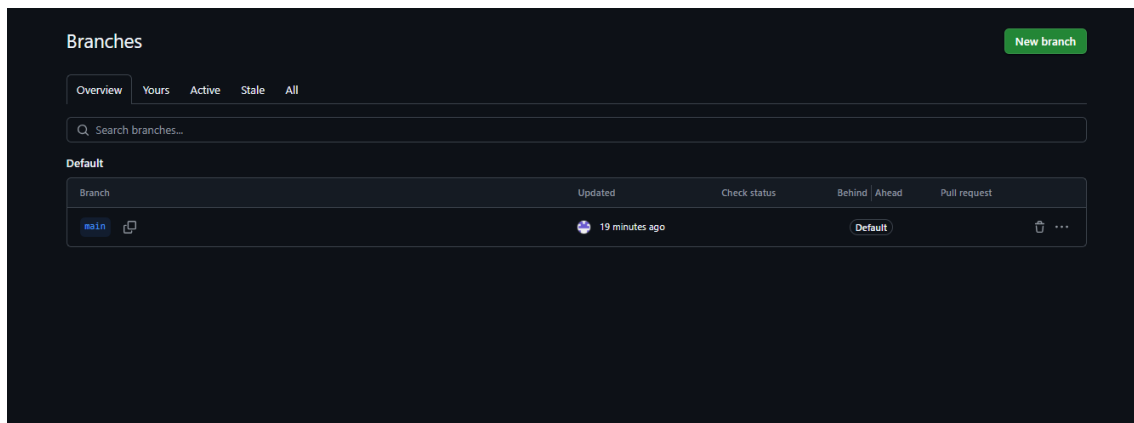 Branches
New branch
Overview Yours Active Stale All
Search branches...
Default
Branch Updated Check status Behind Ahead Pull request
main 19 minutes ago Default